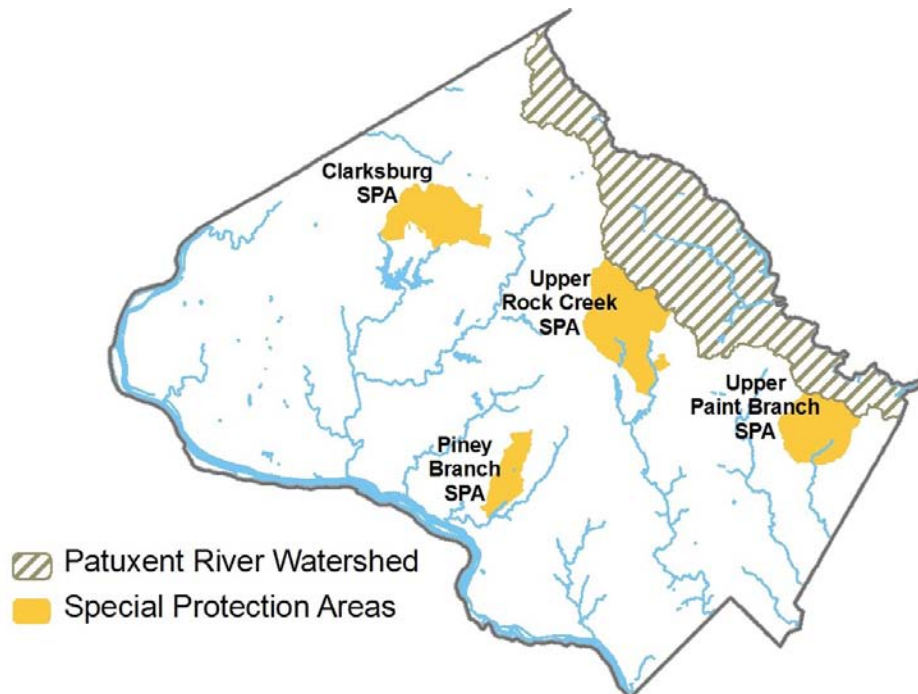 Clarksburg
SPA
Upper
Rock Creek
SPA
Upper
Paint Branch
SPA
Piney
Branch
SPA
Patuxent River Watershed
Special Protection Areas